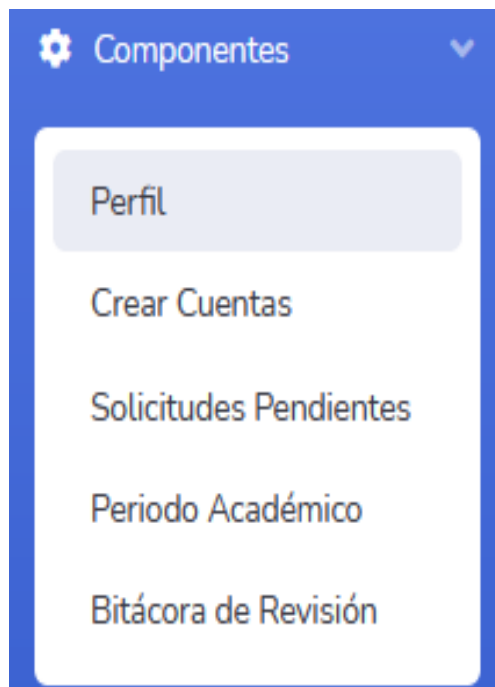 Componentes
Perfil
Crear Cuentas
Solicitudes Pendientes
Periodo Académico
Bitácora de Revisión